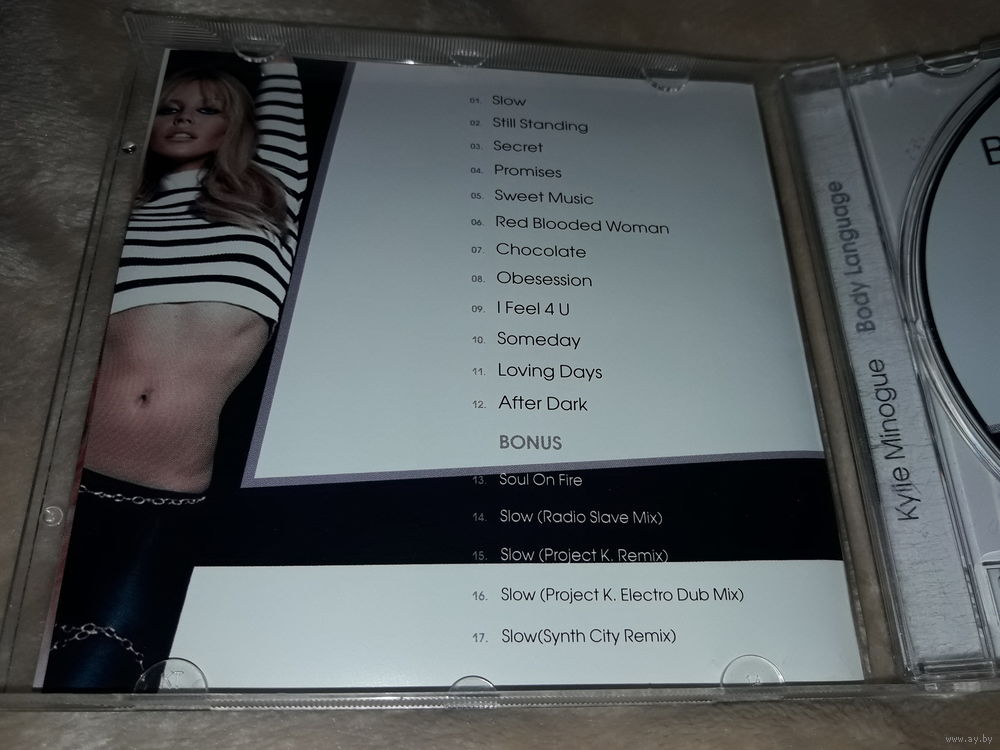 01. Slow
02. Still Standing
03. Secret
04. Promises
05. Sweet Music
06. Red Blooded Woman
07. Chocolate
08. Obesession
09. I Feel 4 U
10. Someday
11. Loving Days
12. After Dark
BONUS
13. Soul On Fire
14. Slow (Radio Slave Mix)
15. Slow (Project K. Remix)
16. Slow (Project K. Electro Dub Mix)
17. Slow(Synth City Remix)
Kylie Minogue Body Language
B
www.ay.by